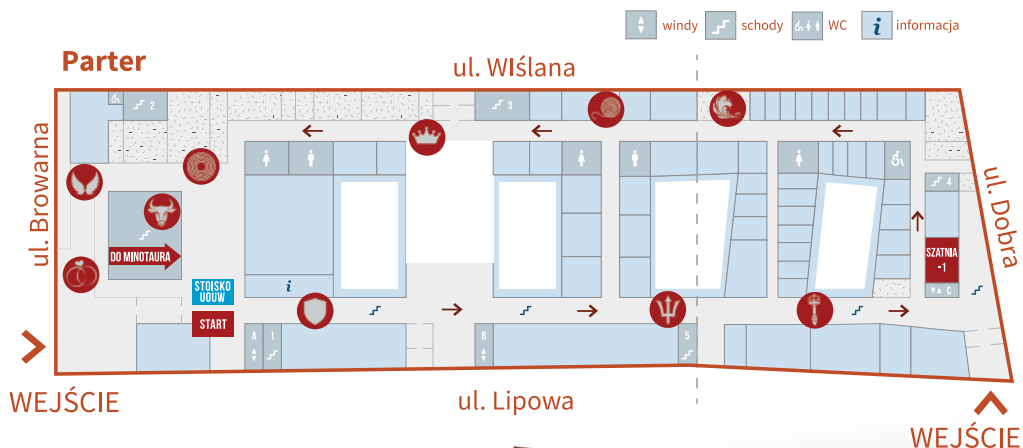 windy
schody
WC
informacja
Parter
ul. WIślana
2
3
ul. Browarna
ul. Dobra
4
DO MINOTAURA
SZATNIA
-1
C
STOISKO
UOUW
i
START
A
1
B
5
WEJŚCIE
ul. Lipowa
WEJŚCIE